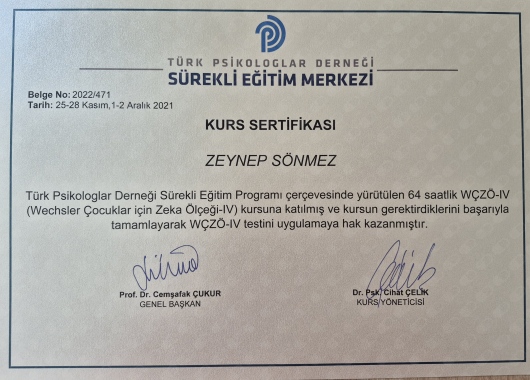 TÜRK PSİKOLOGLAR DERNEĞİ
SÜREKLİ EĞİTİM MERKEZİ
Belge No: 2022/471
Tarih: 25-28 Kasım,1-2 Aralık 2021
KURS SERTİFİKASI
ZEYNEP SÖNMEZ
Türk Psikologlar Derneği Sürekli Eğitim Programı çerçevesinde yürütülen 64 saatlik WÇZÖ-IV
(Wechsler Çocuklar için Zeka Ölçeği-IV) kursuna katılmış ve kursun gerektirdiklerini başarıyla
tamamlayarak WÇZÖ-IV testini uygulamaya hak kazanmıştır.
Prof. Dr. Cemşafak ÇUKUR
GENEL BAŞKAN
Dr. Psk. Cihat ÇELİK
KURS YÖNETİCİSİ